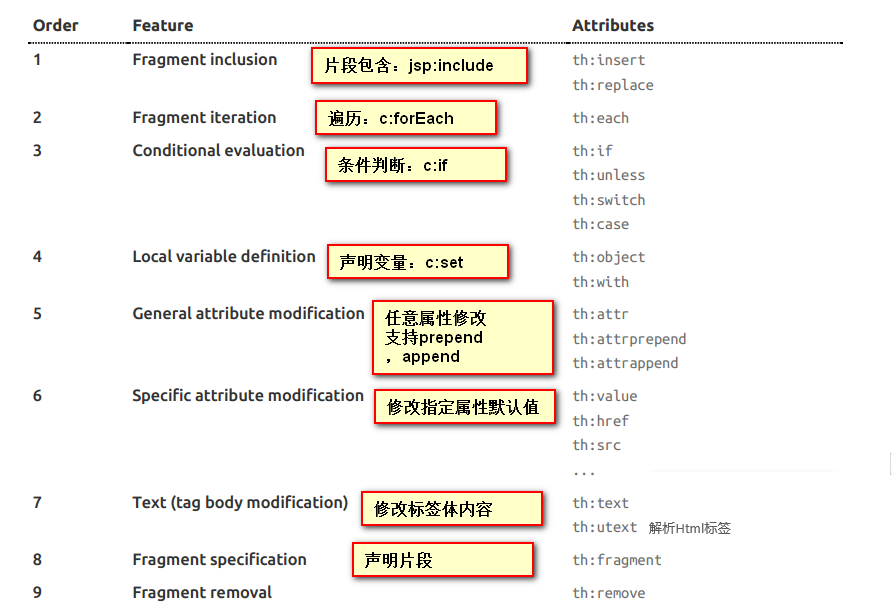 Order Feature Attributes
1 Fragment inclusion 片段包含：jsp:include th:insert
th:replace
2 Fragment iteration 遍历：c:forEach th:each
3 Conditional evaluation 条件判断：c:if th:if
th:unless
th:switch
th:case
4 Local variable definition 声明变量：c:set th:object
th:with
5 General attribute modification 任意属性修改 th:attr
支持prepend th:attrprepend
，append th:attrappend
6 Specific attribute modification 修改指定属性默认值 th:value
th:href
th:src
...
7 Text (tag body modification) 修改标签体内容 th:text
th:utext 解析Html标签
8 Fragment specification 声明片段 th:fragment
9 Fragment removal th:remove